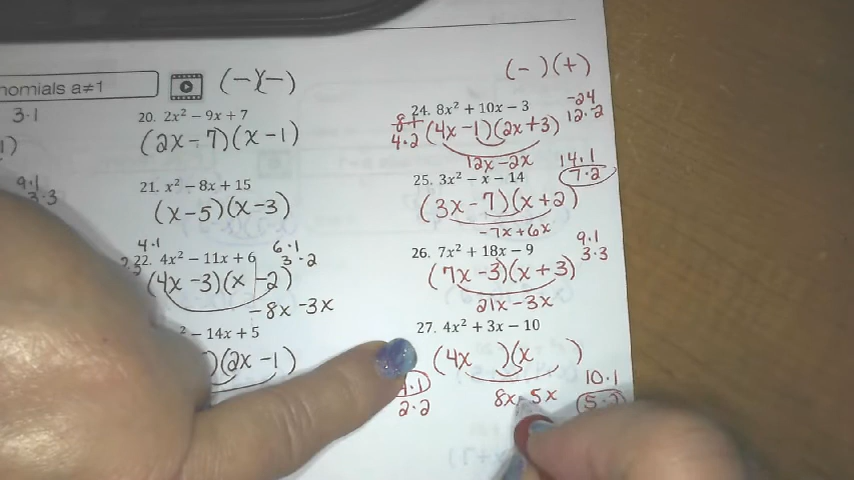 nomials a≠1
(−)(−)
3·1
20. 2x² − 9x + 7
(2x − 7)(x − 1)
1)
9·1
3·3
21. x² − 8x + 15
(x − 5)(x − 3)
4·1
6·1
22. 4x² − 11x + 6
3·2
(4x − 3)(x − 2)
−8x −3x
² − 14x + 5
)(2x − 1)
(− )(+)
24. 8x² + 10x − 3
−24
12·−2
8·1
4·2
(4x − 1)(2x + 3)
12x − 2x
14·1
7·2
25. 3x² − x − 14
(3x − 7)(x + 2)
−7x + 6x
26. 7x² + 18x − 9
9·1
3·3
(7x − 3)(x + 3)
21x − 3x
27. 4x² + 3x − 10
(4x )(x )
·1
2·2
8x − 5x
10·1
5·2